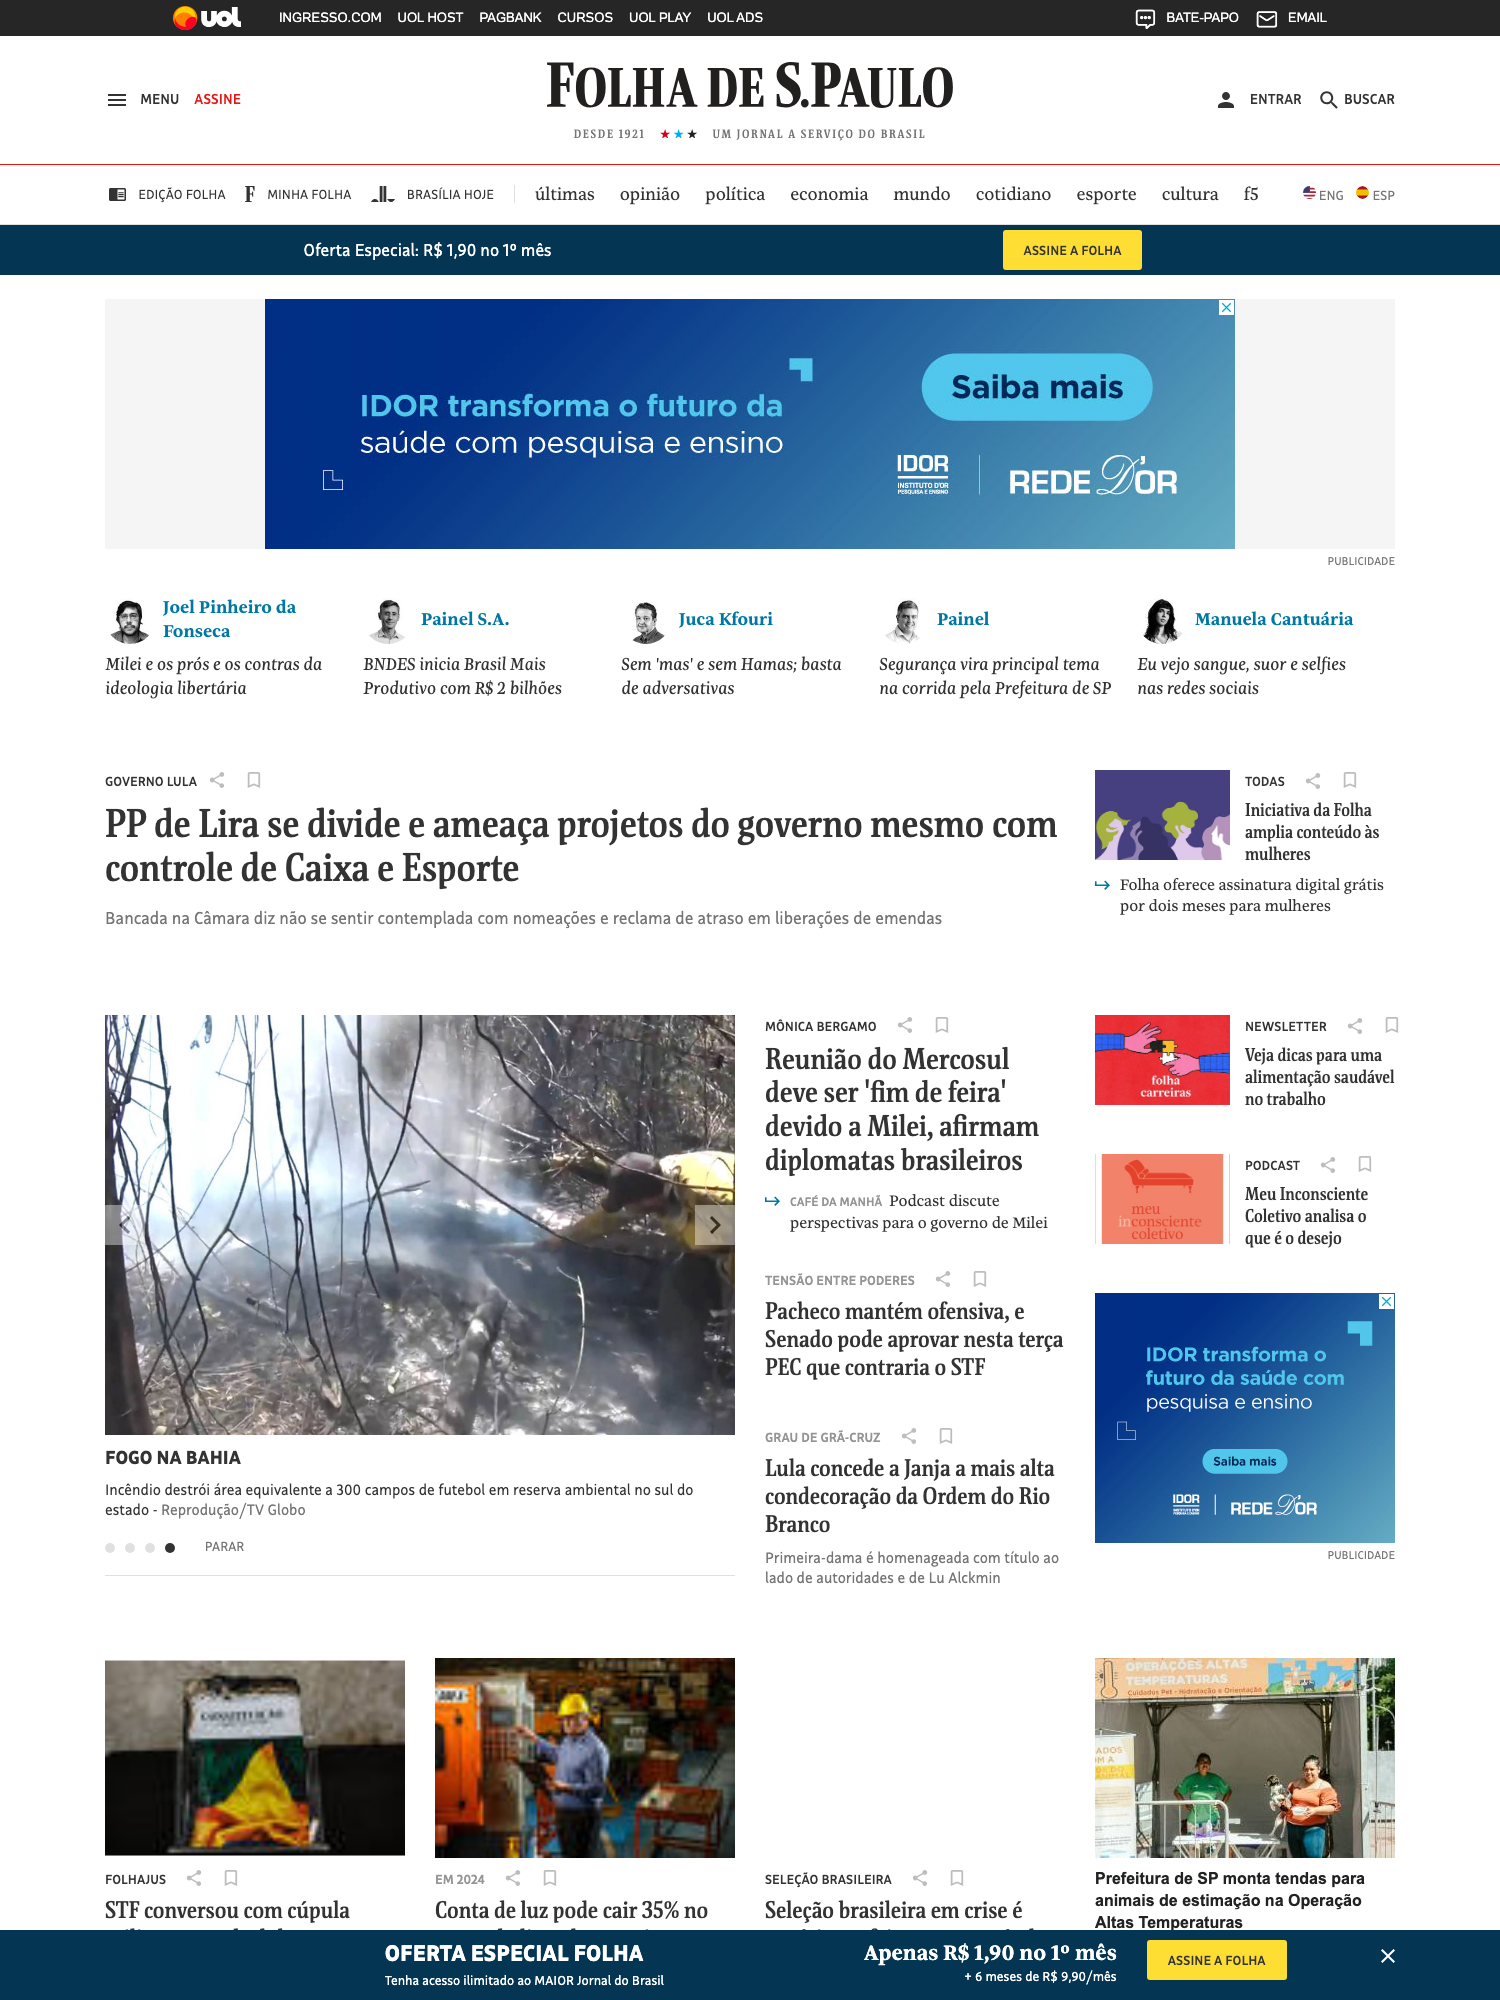 uol INGRESSO.COM UOL HOST PAGBANK CURSOS UOL PLAY UOL ADS BATE-PAPO EMAIL
MENU ASSINE FOLHA DE S.PAULO ENTRAR BUSCAR
DESDE 1921 ★★★ UM JORNAL A SERVIÇO DO BRASIL
EDIÇÃO FOLHA F MINHA FOLHA BRASÍLIA HOJE últimas opinião política economia mundo cotidiano esporte cultura f5 ENG ESP
Oferta Especial: R$ 1,90 no 1º mês ASSINE A FOLHA
IDOR transforma o futuro da
saúde com pesquisa e ensino
Saiba mais
IDOR
INSTITUTO D'OR
PESQUISA E ENSINO
REDE D'OR
PUBLICIDADE
Joel Pinheiro da
Fonseca
Milei e os prós e os contras da
ideologia libertária
Painel S.A.
BNDES inicia Brasil Mais
Produtivo com R$ 2 bilhões
Juca Kfouri
Sem 'mas' e sem Hamas; basta
de adversativas
Painel
Segurança vira principal tema
na corrida pela Prefeitura de SP
Manuela Cantuária
Eu vejo sangue, suor e selfies
nas redes sociais
GOVERNO LULA
PP de Lira se divide e ameaça projetos do governo mesmo com
controle de Caixa e Esporte
Bancada na Câmara diz não se sentir contemplada com nomeações e reclama de atraso em liberações de emendas
TODAS
Iniciativa da Folha
amplia conteúdo às
mulheres
Folha oferece assinatura digital grátis
por dois meses para mulheres
FOGO NA BAHIA
Incêndio destrói área equivalente a 300 campos de futebol em reserva ambiental no sul do
estado - Reprodução/TV Globo
PARAR
MÔNICA BERGAMO
Reunião do Mercosul
deve ser 'fim de feira'
devido a Milei, afirmam
diplomatas brasileiros
CAFÉ DA MANHÃ Podcast discute
perspectivas para o governo de Milei
TENSÃO ENTRE PODERES
Pacheco mantém ofensiva, e
Senado pode aprovar nesta terça
PEC que contraria o STF
GRAU DE GRÃ-CRUZ
Lula concede a Janja a mais alta
condecoração da Ordem do Rio
Branco
Primeira-dama é homenageada com título ao
lado de autoridades e de Lu Alckmin
folha
carreiras
NEWSLETTER
Veja dicas para uma
alimentação saudável
no trabalho
meu
inconsciente
coletivo
PODCAST
Meu Inconsciente
Coletivo analisa o
que é o desejo
IDOR transforma o
futuro da saúde com
pesquisa e ensino
Saiba mais
IDOR
REDE D'OR
PUBLICIDADE
FOLHAJUS
STF conversou com cúpula
EM 2024
Conta de luz pode cair 35% no
SELEÇÃO BRASILEIRA
Seleção brasileira em crise é
OPERAÇÕES ALTAS
TEMPERATURAS
Cuidados Pet - Hidratação e Orientação
Prefeitura de SP monta tendas para
animais de estimação na Operação
Altas Temperaturas
OFERTA ESPECIAL FOLHA
Tenha acesso ilimitado ao MAIOR Jornal do Brasil
Apenas R$ 1,90 no 1º mês
+ 6 meses de R$ 9,90/mês
ASSINE A FOLHA